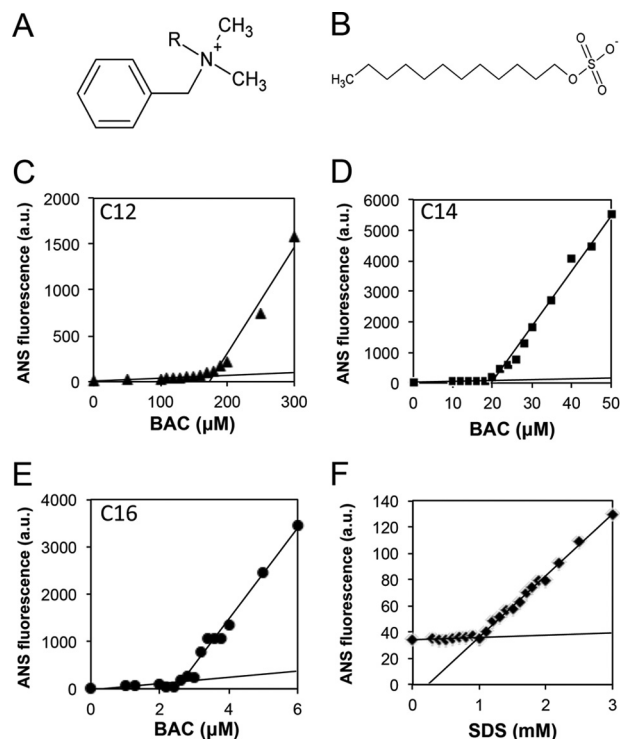 A
R
N
+
CH₃
CH₃
B
H₃C
O
S
O
O
O⁻
C
C12
ANS fluorescence (a.u.)
2000
1500
1000
500
0
0 100 200 300
BAC (µM)
D
C14
ANS fluorescence (a.u.)
6000
5000
4000
3000
2000
1000
0
0 10 20 30 40 50
BAC (µM)
E
C16
ANS fluorescence (a.u.)
4000
3000
2000
1000
0
0 2 4 6
BAC (µM)
F
ANS fluorescence (a.u.)
140
120
100
80
60
40
20
0
0 1 2 3
SDS (mM)